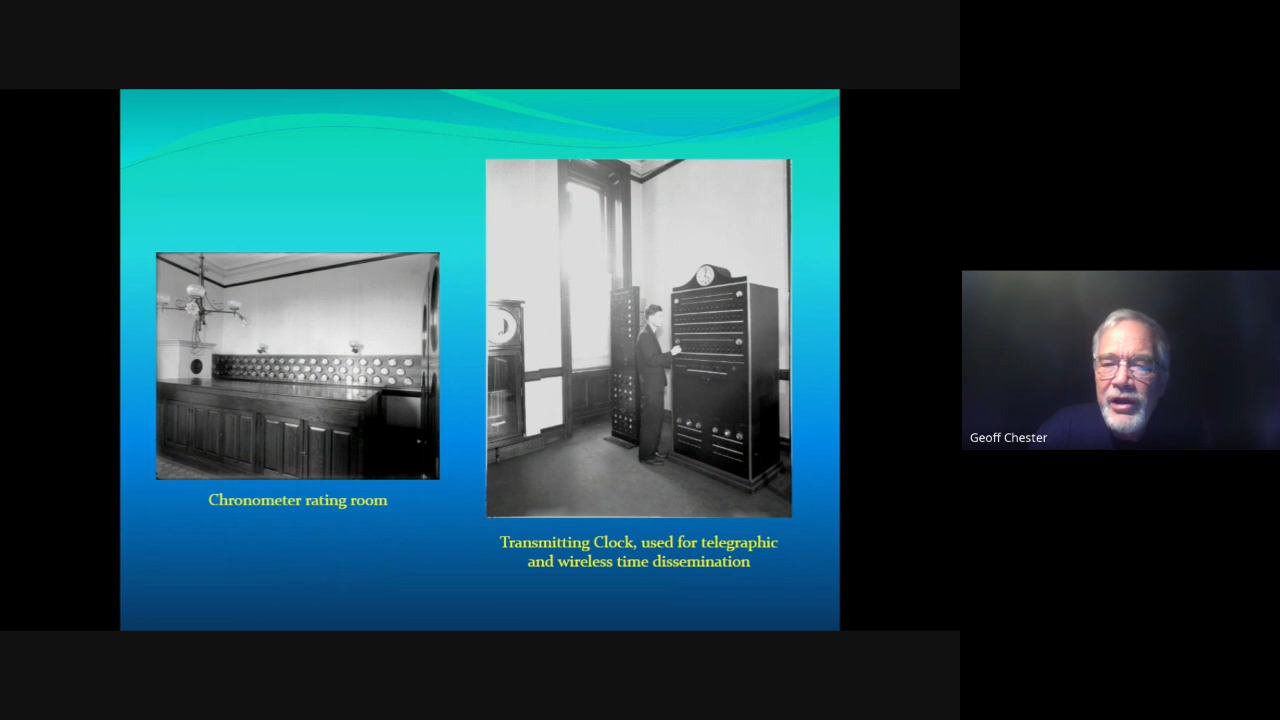 Chronometer rating room
Transmitting Clock, used for telegraphic
and wireless time dissemination
Geoff Chester